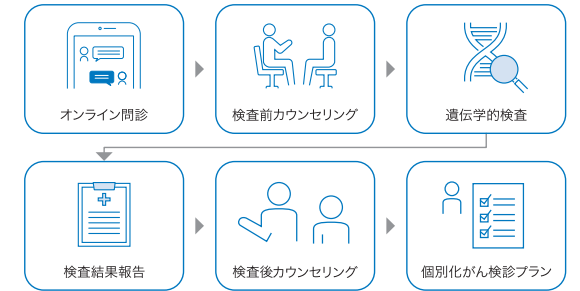 オンライン問診
検査前カウンセリング
遺伝学的検査
検査結果報告
検査後カウンセリング
個別化がん検診プラン